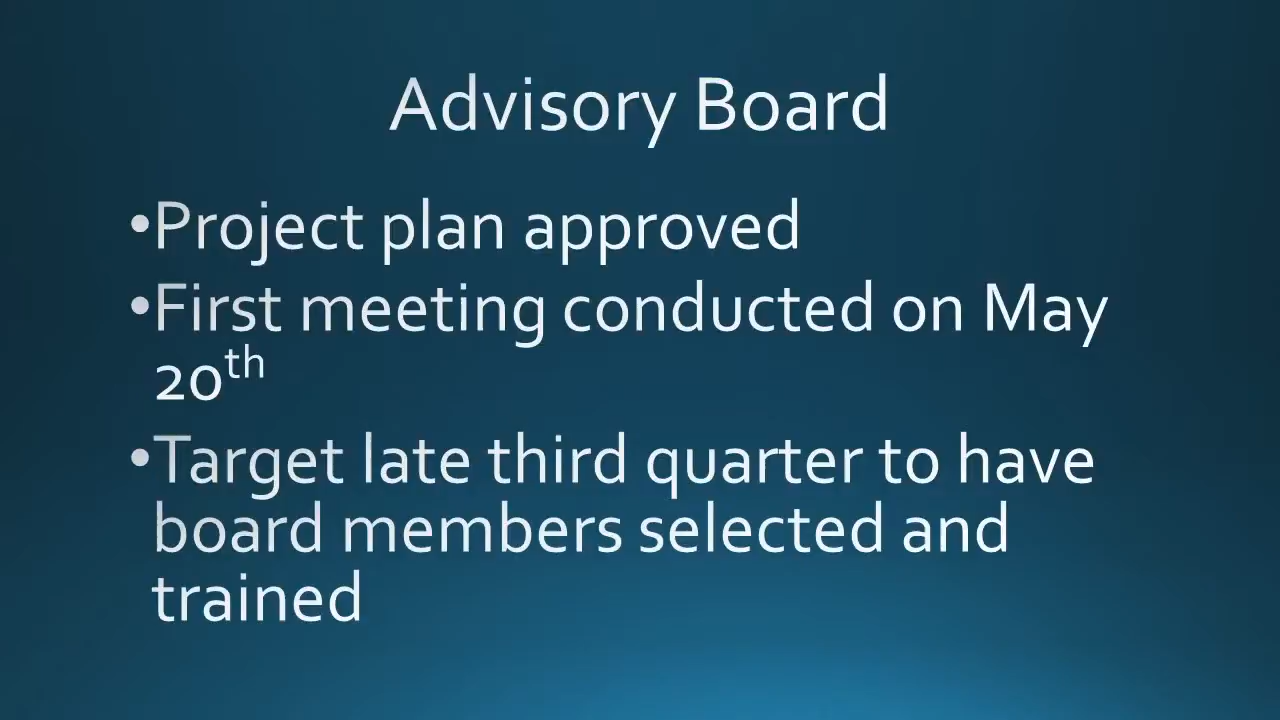 Advisory Board
•Project plan approved
•First meeting conducted on May
20th
•Target late third quarter to have
board members selected and
trained